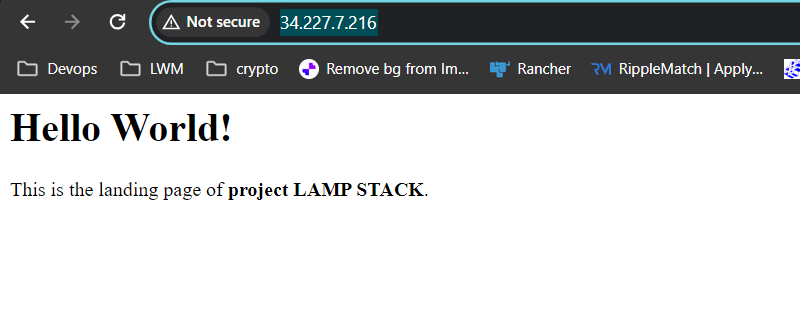 Not secure 34.227.7.216
Devops LWM crypto Remove bg from Im... Rancher RM RippleMatch | Apply...
Hello World!
This is the landing page of project LAMP STACK.